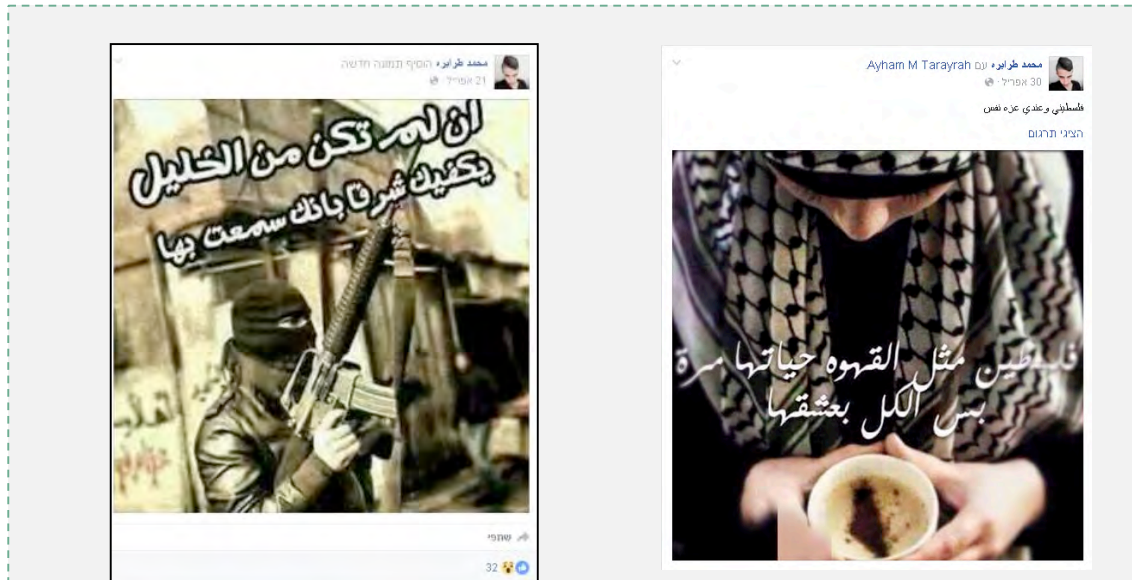 محمد طرايره הוסיף תמונה חדשה
21 אפריל
ان لم تكن من الخليل
يكفيك شرفا بانك سمعت بها
שתפי
32
محمد طرايره עם Ayham M Tarayrah.
30 אפריל
فلسطيني وعندي عزه نفس
הציגי תרגום
فلسطين مثل القهوه حياتها مرة
بس الكل بعشقها